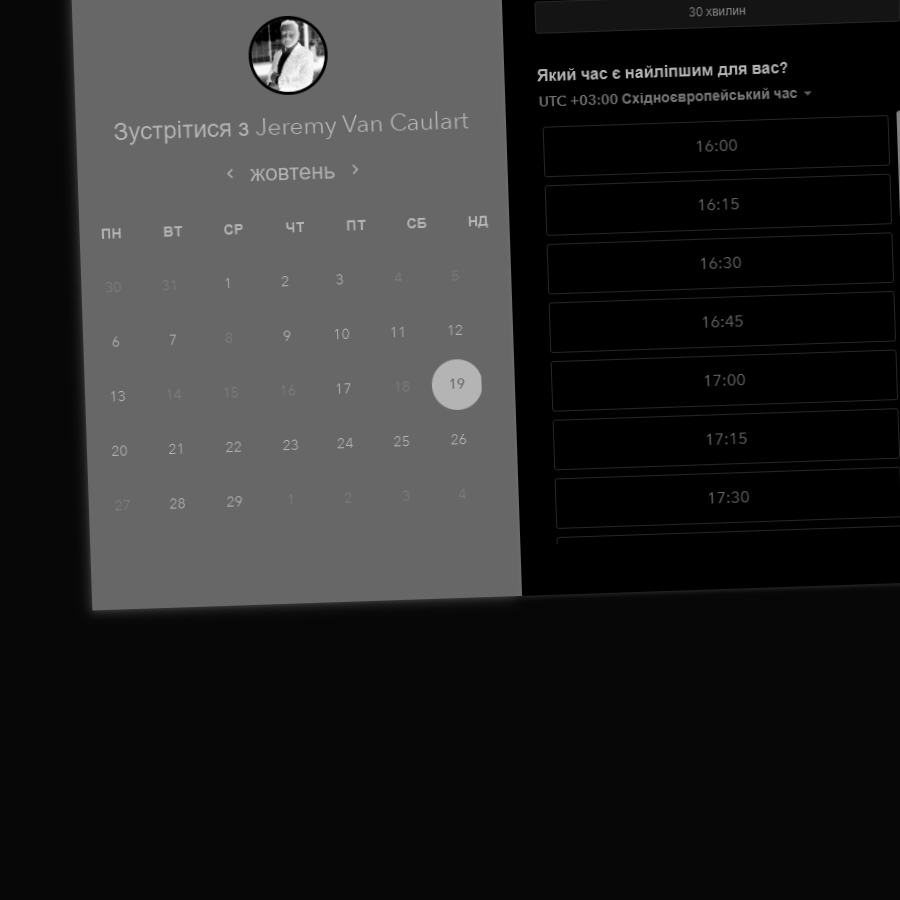 Зустрітися з Jeremy Van Caulart
жовтень
ПН ВТ СР ЧТ ПТ СБ НД
30 31 1 2 3 4 5
6 7 8 9 10 11 12
13 14 15 16 17 18 19
20 21 22 23 24 25 26
27 28 29 1 2 3 4
30 хвилин
Який час є найліпшим для вас?
UTC +03:00 Східноєвропейський час
16:00
16:15
16:30
16:45
17:00
17:15
17:30